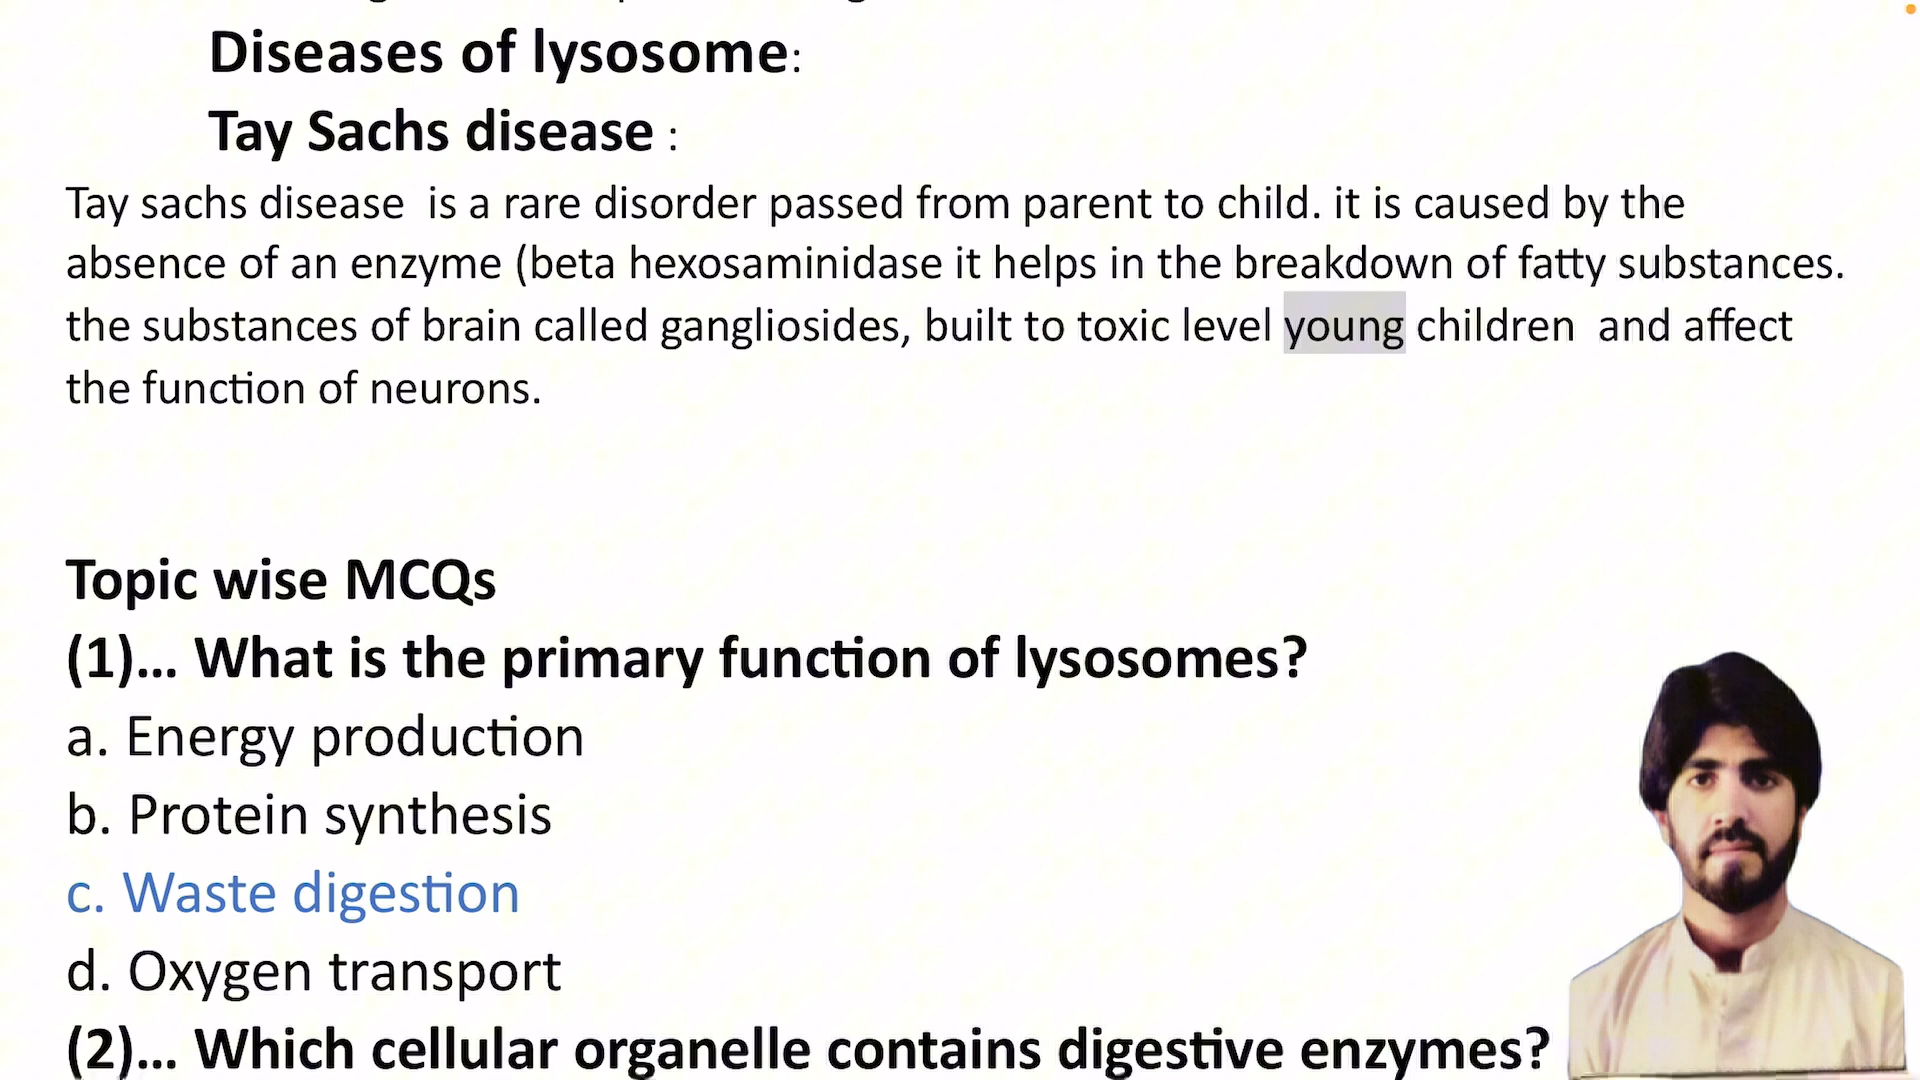 Diseases of lysosome:
Tay Sachs disease :
Tay sachs disease is a rare disorder passed from parent to child. it is caused by the
absence of an enzyme (beta hexosaminidase it helps in the breakdown of fatty substances.
the substances of brain called gangliosides, built to toxic level young children and affect
the function of neurons.
Topic wise MCQs
(1)... What is the primary function of lysosomes?
a. Energy production
b. Protein synthesis
c. Waste digestion
d. Oxygen transport
(2)... Which cellular organelle contains digestive enzymes?